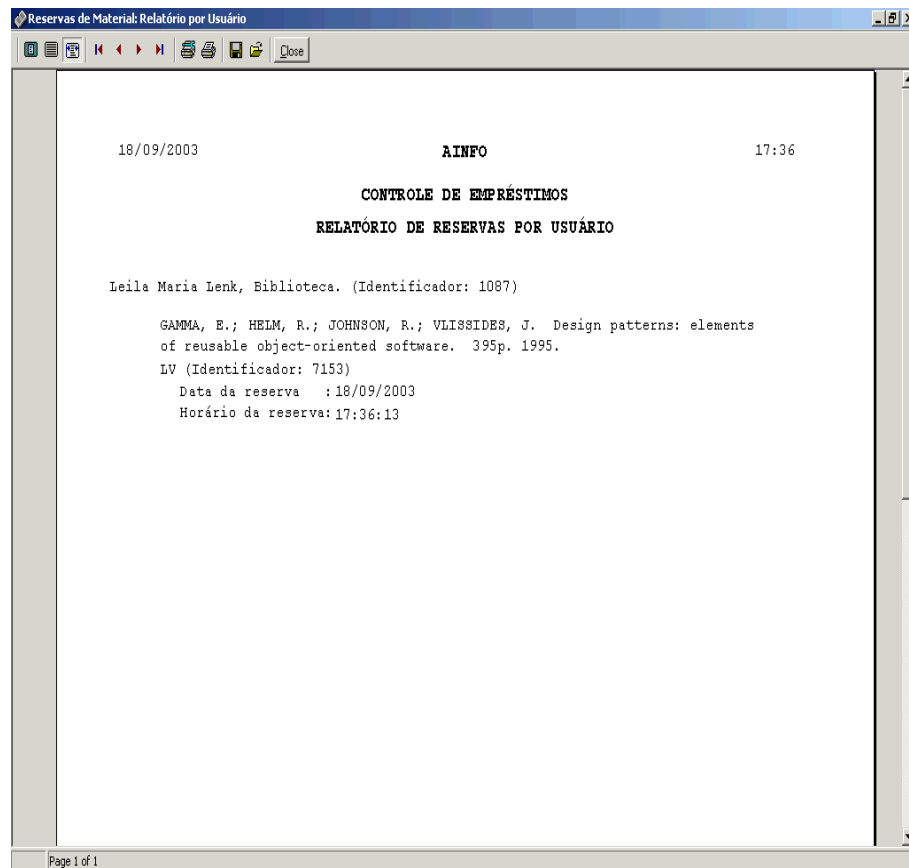 Reservas de Material: Relatório por Usuário
Close
18/09/2003 AINFO 17:36
CONTROLE DE EMPRÉSTIMOS
RELATÓRIO DE RESERVAS POR USUÁRIO
Leila Maria Lenk, Biblioteca. (Identificador: 1087)
GAMMA, E.; HELM, R.; JOHNSON, R.; VLISSIDES, J. Design patterns: elements
of reusable object-oriented software. 395p. 1995.
LV (Identificador: 7153)
Data da reserva :18/09/2003
Horário da reserva: 17:36:13
Page 1 of 1